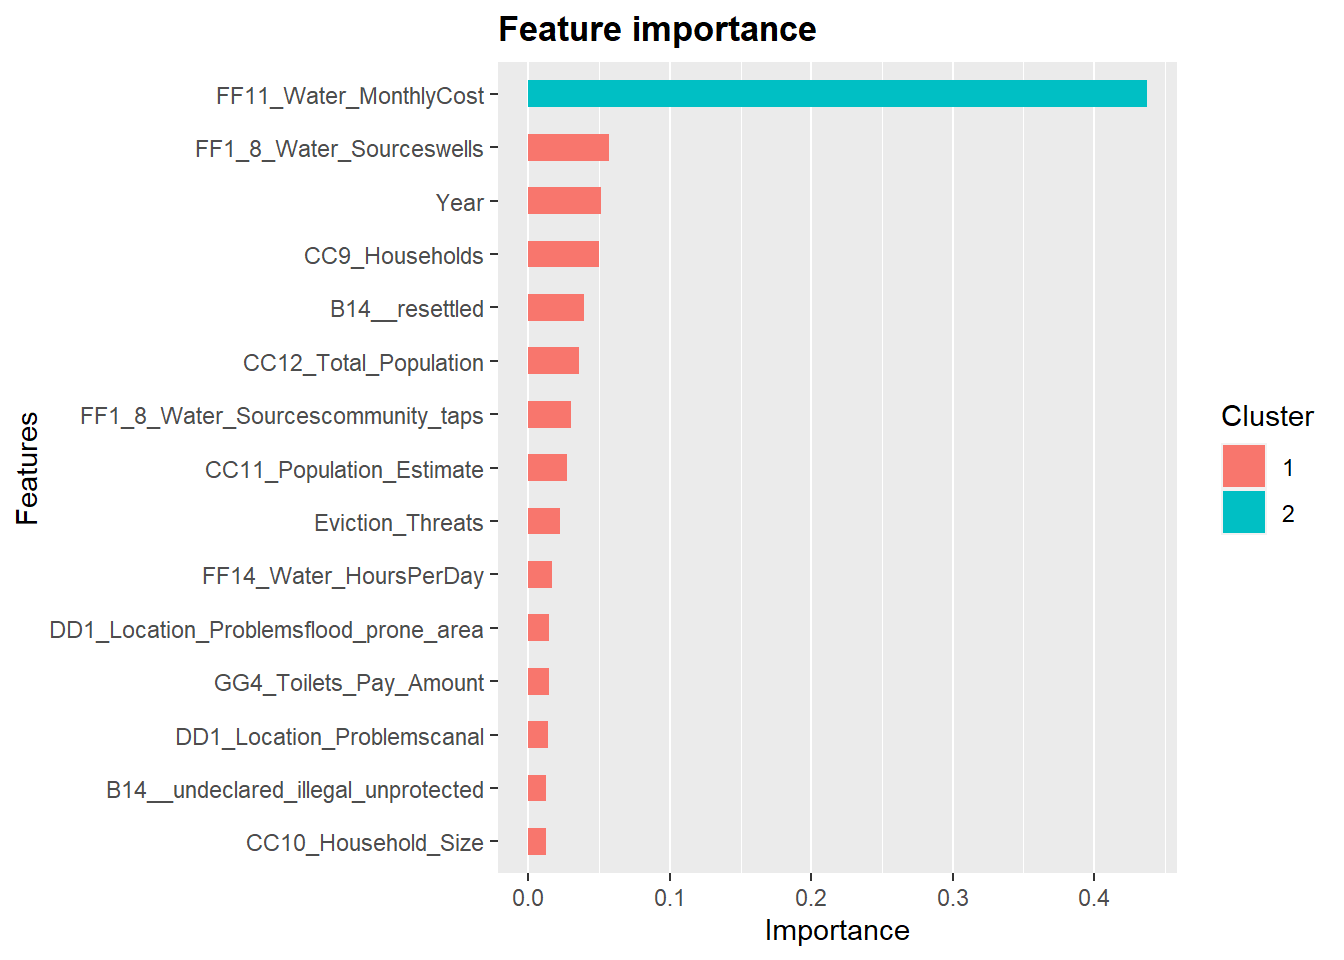 Feature importance
FF11_Water_MonthlyCost
FF1_8_Water_Sourceswells
Year
CC9_Households
B14__resettled
CC12_Total_Population
FF1_8_Water_Sourcescommunity_taps
CC11_Population_Estimate
Eviction_Threats
FF14_Water_HoursPerDay
DD1_Location_Problemsflood_prone_area
GG4_Toilets_Pay_Amount
DD1_Location_Problemscanal
B14__undeclared_illegal_unprotected
CC10_Household_Size
Features
0.0 0.1 0.2 0.3 0.4
Importance
Cluster
1
2